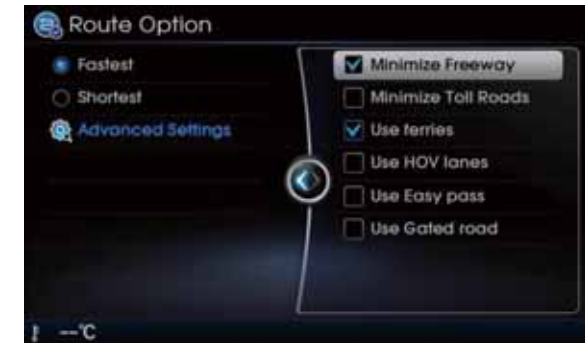 Route Option
Fastest
Shortest
Advanced Settings
Minimize Freeway
Minimize Toll Roads
Use ferries
Use HOV lanes
Use Easy pass
Use Gated road
--°C